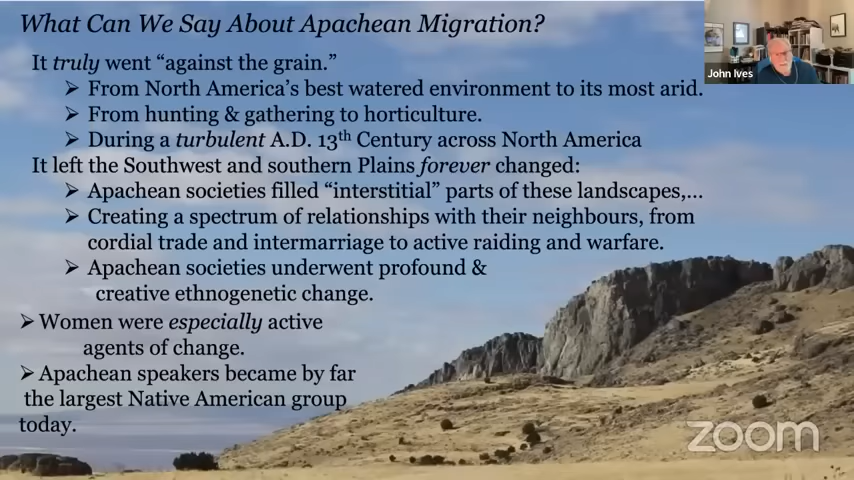 What Can We Say About Apachean Migration?
John Ives
It truly went “against the grain.”
➢ From North America’s best watered environment to its most arid.
➢ From hunting & gathering to horticulture.
➢ During a turbulent A.D. 13th Century across North America
It left the Southwest and southern Plains forever changed:
➢ Apachean societies filled “interstitial” parts of these landscapes,...
➢ Creating a spectrum of relationships with their neighbours, from
cordial trade and intermarriage to active raiding and warfare.
➢ Apachean societies underwent profound &
creative ethnogenetic change.
➢ Women were especially active
agents of change.
➢ Apachean speakers became by far
the largest Native American group
today.
zoom